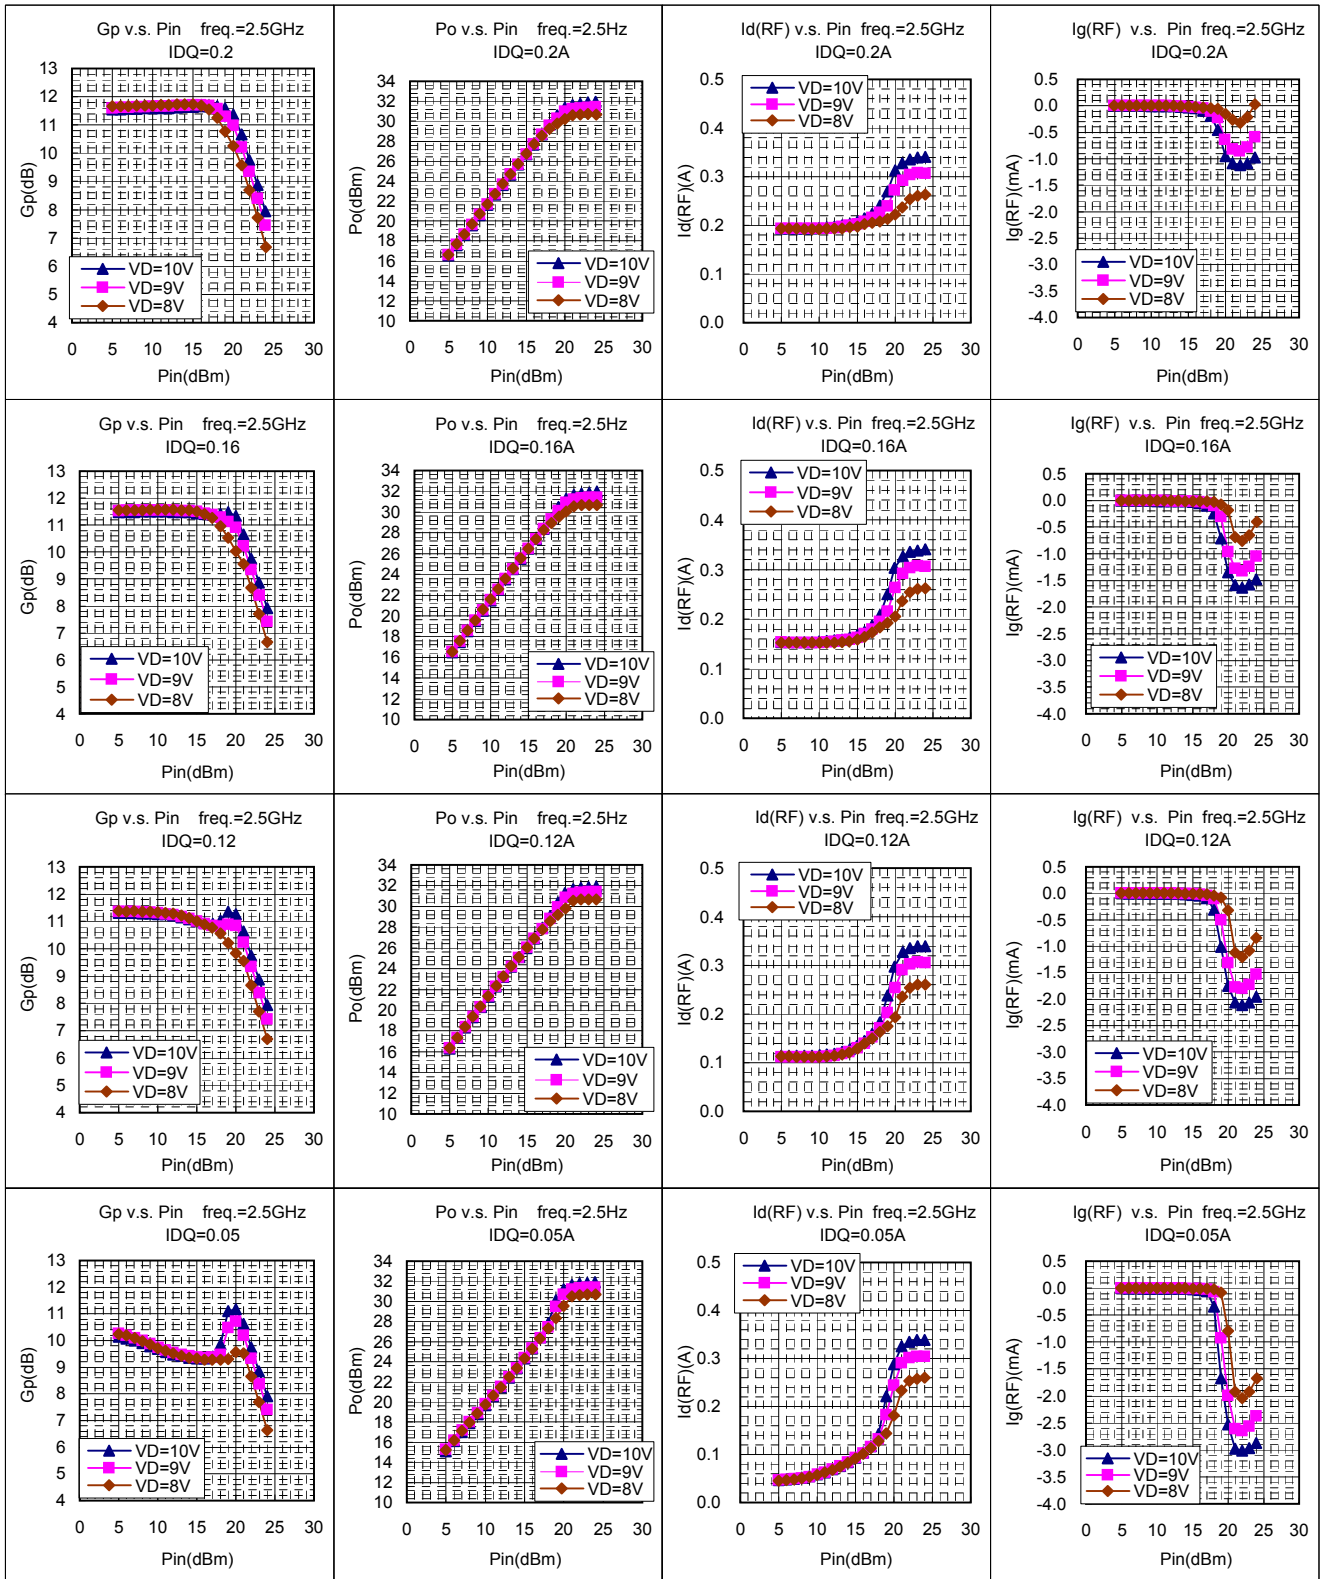 Gp v.s. Pin freq.=2.5GHz
IDQ=0.2
13
12
11
10
9
8
7
6
5
4
Gp(dB)
VD=10V
VD=9V
VD=8V
0 5 10 15 20 25 30
Pin(dBm)
Po v.s. Pin freq.=2.5Hz
IDQ=0.2A
34
32
30
28
26
24
22
20
18
16
14
12
10
Po(dBm)
VD=10V
VD=9V
VD=8V
0 5 10 15 20 25 30
Pin(dBm)
Id(RF) v.s. Pin freq.=2.5GHz
IDQ=0.2A
0.5
0.4
0.3
0.2
0.1
0.0
Id(RF)(A)
VD=10V
VD=9V
VD=8V
0 5 10 15 20 25 30
Pin(dBm)
Ig(RF) v.s. Pin freq.=2.5GHz
IDQ=0.2A
0.5
0.0
-0.5
-1.0
-1.5
-2.0
-2.5
-3.0
-3.5
-4.0
Ig(RF)(mA)
VD=10V
VD=9V
VD=8V
0 5 10 15 20 25 30
Pin(dBm)
Gp v.s. Pin freq.=2.5GHz
IDQ=0.16
13
12
11
10
9
8
7
6
5
4
Gp(dB)
VD=10V
VD=9V
VD=8V
0 5 10 15 20 25 30
Pin(dBm)
Po v.s. Pin freq.=2.5Hz
IDQ=0.16A
34
32
30
28
26
24
22
20
18
16
14
12
10
Po(dBm)
VD=10V
VD=9V
VD=8V
0 5 10 15 20 25 30
Pin(dBm)
Id(RF) v.s. Pin freq.=2.5GHz
IDQ=0.16A
0.5
0.4
0.3
0.2
0.1
0.0
Id(RF)(A)
VD=10V
VD=9V
VD=8V
0 5 10 15 20 25 30
Pin(dBm)
Ig(RF) v.s. Pin freq.=2.5GHz
IDQ=0.16A
0.5
0.0
-0.5
-1.0
-1.5
-2.0
-2.5
-3.0
-3.5
-4.0
Ig(RF)(mA)
VD=10V
VD=9V
VD=8V
0 5 10 15 20 25 30
Pin(dBm)
Gp v.s. Pin freq.=2.5GHz
IDQ=0.12
13
12
11
10
9
8
7
6
5
4
Gp(dB)
VD=10V
VD=9V
VD=8V
0 5 10 15 20 25 30
Pin(dBm)
Po v.s. Pin freq.=2.5Hz
IDQ=0.12A
34
32
30
28
26
24
22
20
18
16
14
12
10
Po(dBm)
VD=10V
VD=9V
VD=8V
0 5 10 15 20 25 30
Pin(dBm)
Id(RF) v.s. Pin freq.=2.5GHz
IDQ=0.12A
0.5
0.4
0.3
0.2
0.1
0.0
Id(RF)(A)
VD=10V
VD=9V
VD=8V
0 5 10 15 20 25 30
Pin(dBm)
Ig(RF) v.s. Pin freq.=2.5GHz
IDQ=0.12A
0.5
0.0
-0.5
-1.0
-1.5
-2.0
-2.5
-3.0
-3.5
-4.0
Ig(RF)(mA)
VD=10V
VD=9V
VD=8V
0 5 10 15 20 25 30
Pin(dBm)
Gp v.s. Pin freq.=2.5GHz
IDQ=0.05
13
12
11
10
9
8
7
6
5
4
Gp(dB)
VD=10V
VD=9V
VD=8V
0 5 10 15 20 25 30
Pin(dBm)
Po v.s. Pin freq.=2.5Hz
IDQ=0.05A
34
32
30
28
26
24
22
20
18
16
14
12
10
Po(dBm)
VD=10V
VD=9V
VD=8V
0 5 10 15 20 25 30
Pin(dBm)
Id(RF) v.s. Pin freq.=2.5GHz
IDQ=0.05A
0.5
0.4
0.3
0.2
0.1
0.0
Id(RF)(A)
VD=10V
VD=9V
VD=8V
0 5 10 15 20 25 30
Pin(dBm)
Ig(RF) v.s. Pin freq.=2.5GHz
IDQ=0.05A
0.5
0.0
-0.5
-1.0
-1.5
-2.0
-2.5
-3.0
-3.5
-4.0
Ig(RF)(mA)
VD=10V
VD=9V
VD=8V
0 5 10 15 20 25 30
Pin(dBm)